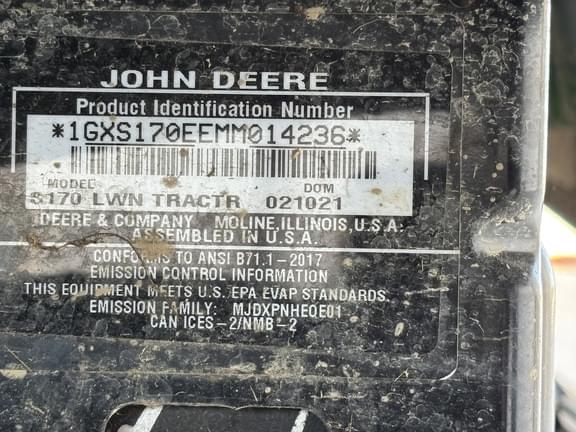 JOHN DEERE
Product Identification Number
*1GXS170EEMM014236*
MODEL DOM
S170 LWN TRACTR 021021
DEERE & COMPANY MOLINE, ILLINOIS, U.S.A.
ASSEMBLED IN U.S.A.
CONFORMS TO ANSI B71.1-2017
EMISSION CONTROL INFORMATION
THIS EQUIPMENT MEETS U.S. EPA EVAP STANDARDS.
EMISSION FAMILY: MJDXPNHEQE01
CAN ICES-2/NMB-2